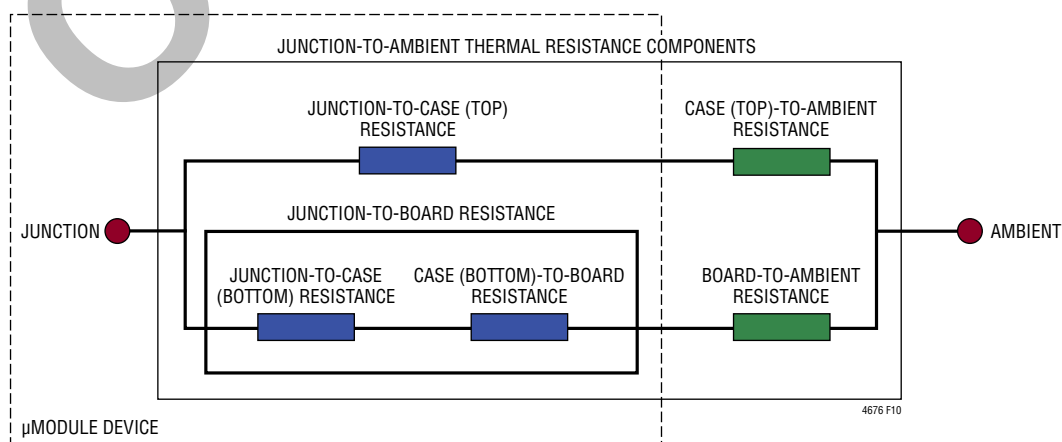 JUNCTION-TO-AMBIENT THERMAL RESISTANCE COMPONENTS
JUNCTION-TO-CASE (TOP)
RESISTANCE
CASE (TOP)-TO-AMBIENT
RESISTANCE
JUNCTION-TO-BOARD RESISTANCE
JUNCTION
AMBIENT
JUNCTION-TO-CASE
(BOTTOM) RESISTANCE
CASE (BOTTOM)-TO-BOARD
RESISTANCE
BOARD-TO-AMBIENT
RESISTANCE
4676 F10
µMODULE DEVICE